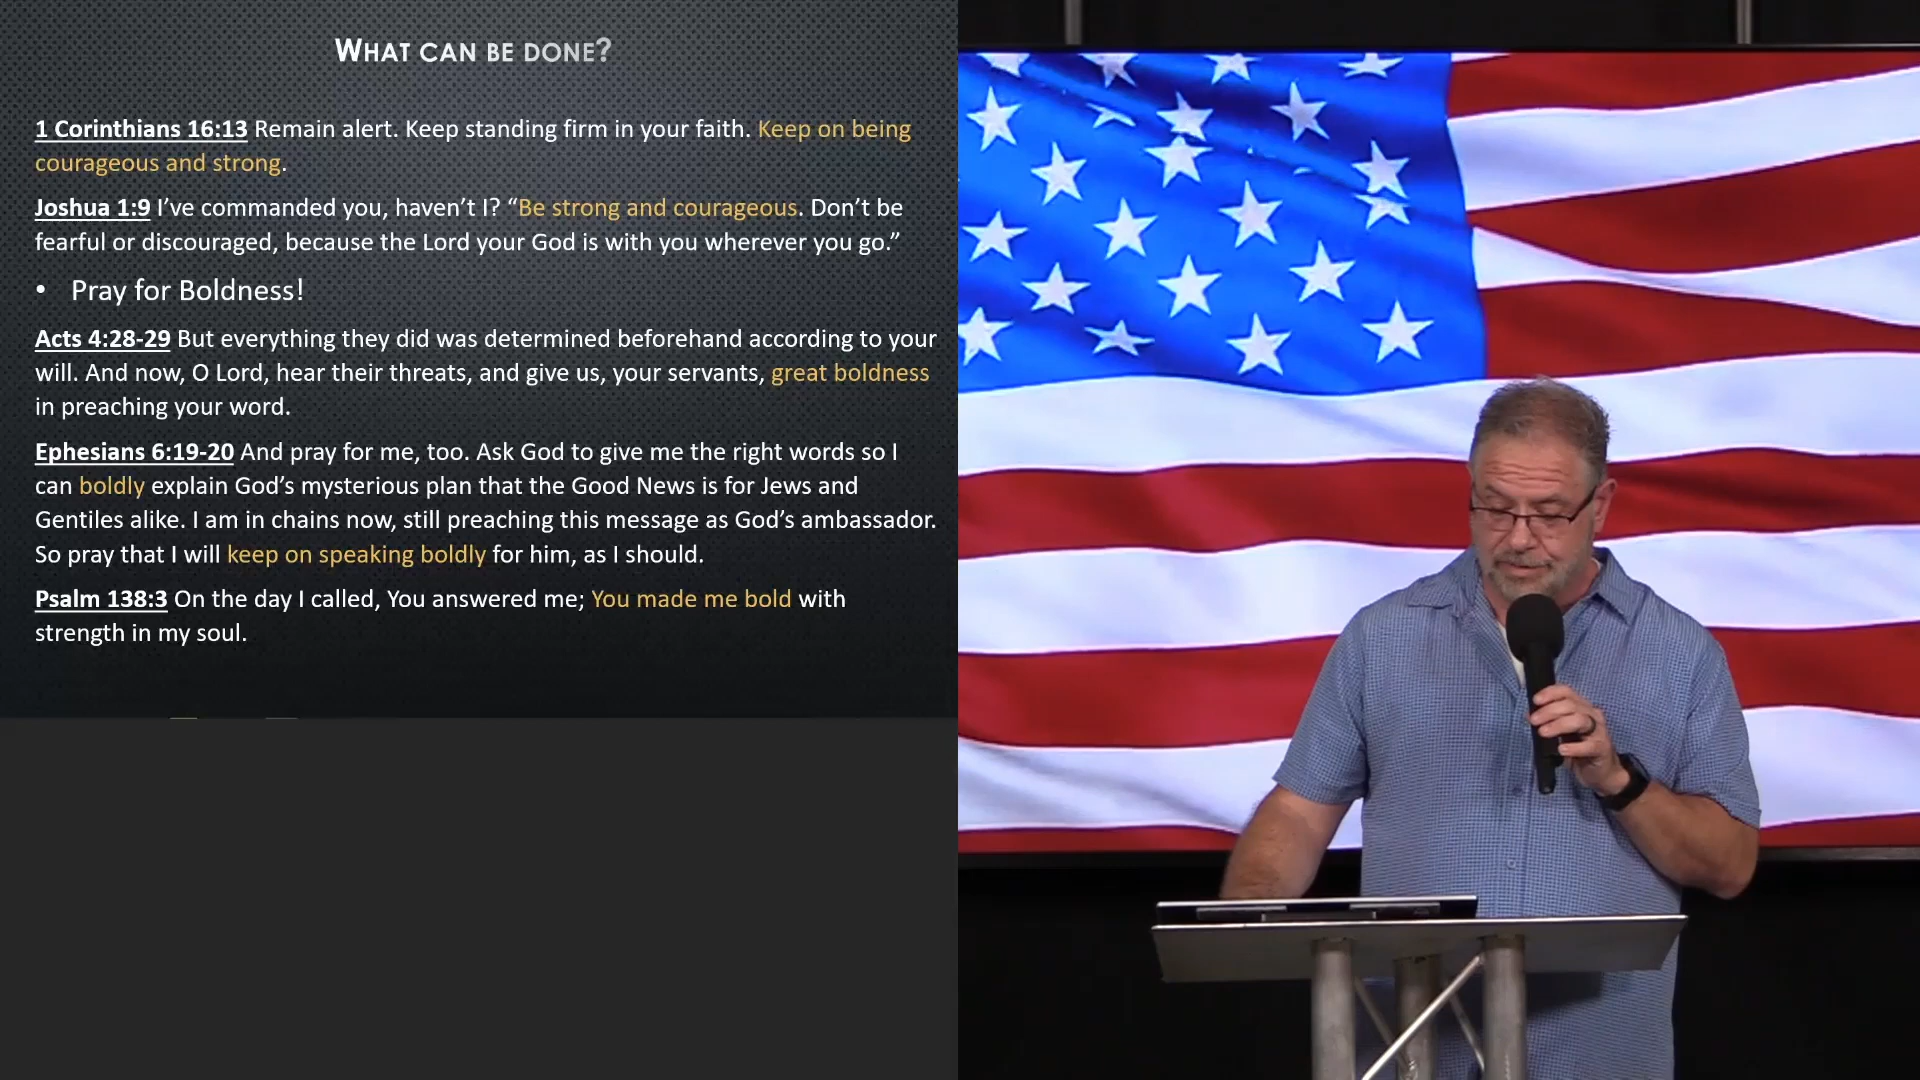 WHAT CAN BE DONE?
1 Corinthians 16:13 Remain alert. Keep standing firm in your faith. Keep on being
courageous and strong.
Joshua 1:9 I’ve commanded you, haven’t I? “Be strong and courageous. Don’t be
fearful or discouraged, because the Lord your God is with you wherever you go.”
• Pray for Boldness!
Acts 4:28-29 But everything they did was determined beforehand according to your
will. And now, O Lord, hear their threats, and give us, your servants, great boldness
in preaching your word.
Ephesians 6:19-20 And pray for me, too. Ask God to give me the right words so I
can boldly explain God’s mysterious plan that the Good News is for Jews and
Gentiles alike. I am in chains now, still preaching this message as God’s ambassador.
So pray that I will keep on speaking boldly for him, as I should.
Psalm 138:3 On the day I called, You answered me; You made me bold with
strength in my soul.